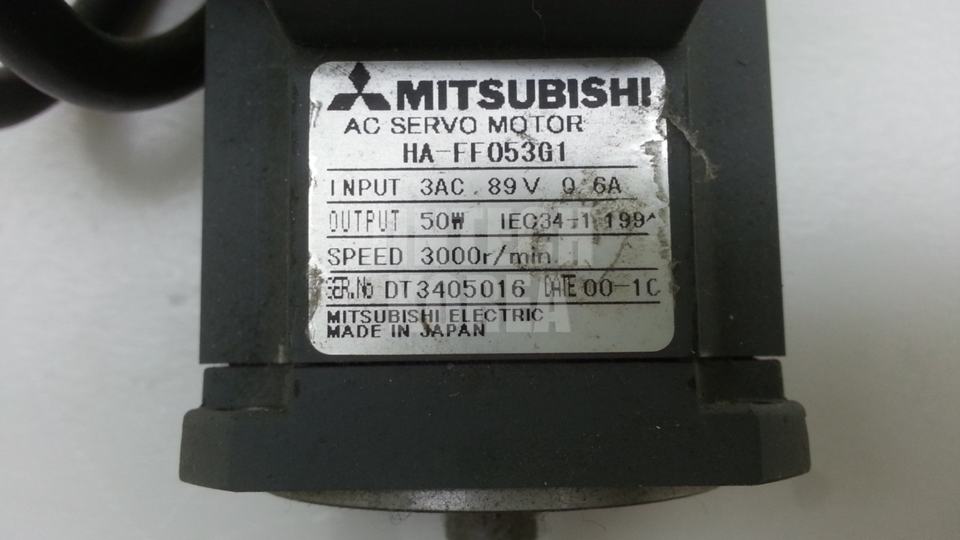 MITSUBISHI
AC SERVO MOTOR
HA-FF053G1
INPUT 3AC 89V 0.6A
OUTPUT 50W IEC34-1
SPEED 3000r/min
SER.No DT3405016 DATE 00-1
MITSUBISHI ELECTRIC
MADE IN JAPAN